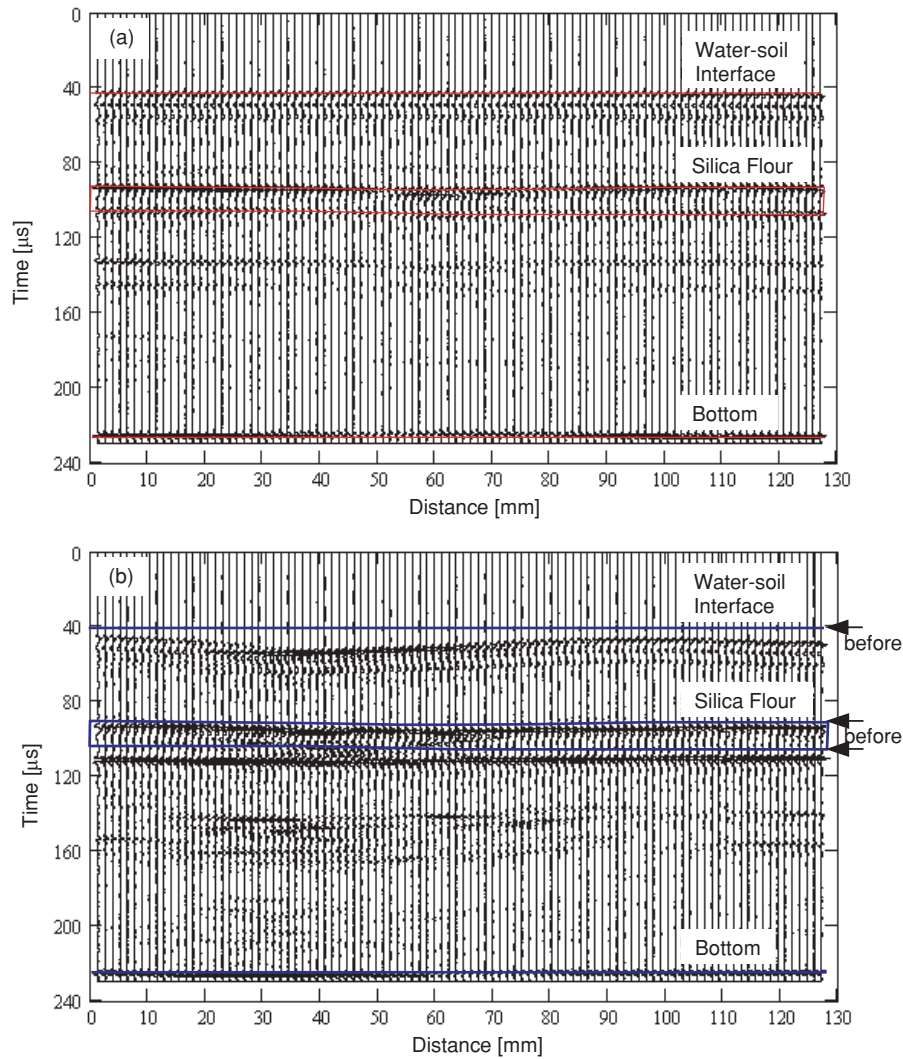 0
(a)
Water-soil
Interface
40
80
Silica Flour
120
Time [µs]
160
200
Bottom
240
0 10 20 30 40 50 60 70 80 90 100 110 120 130
Distance [mm]
0
(b)
Water-soil
Interface
40
before
80
Silica Flour
before
120
Time [µs]
160
200
Bottom
240
0 10 20 30 40 50 60 70 80 90 100 110 120 130
Distance [mm]